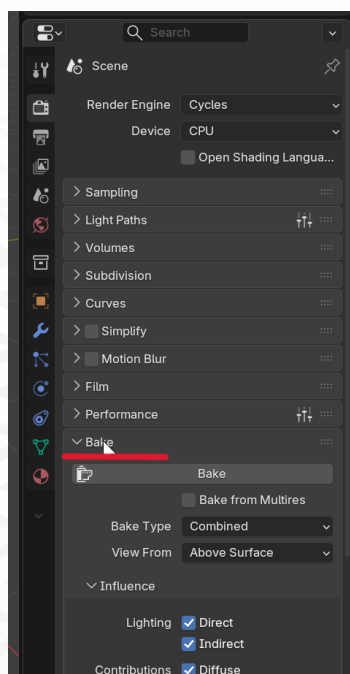 Search
Scene
Render Engine Cycles
Device CPU
Open Shading Langua...
Sampling
Light Paths
Volumes
Subdivision
Curves
Simplify
Motion Blur
Film
Performance
Bake
Bake
Bake from Multires
Bake Type Combined
View From Above Surface
Influence
Lighting Direct
Indirect
Contributions Diffuse